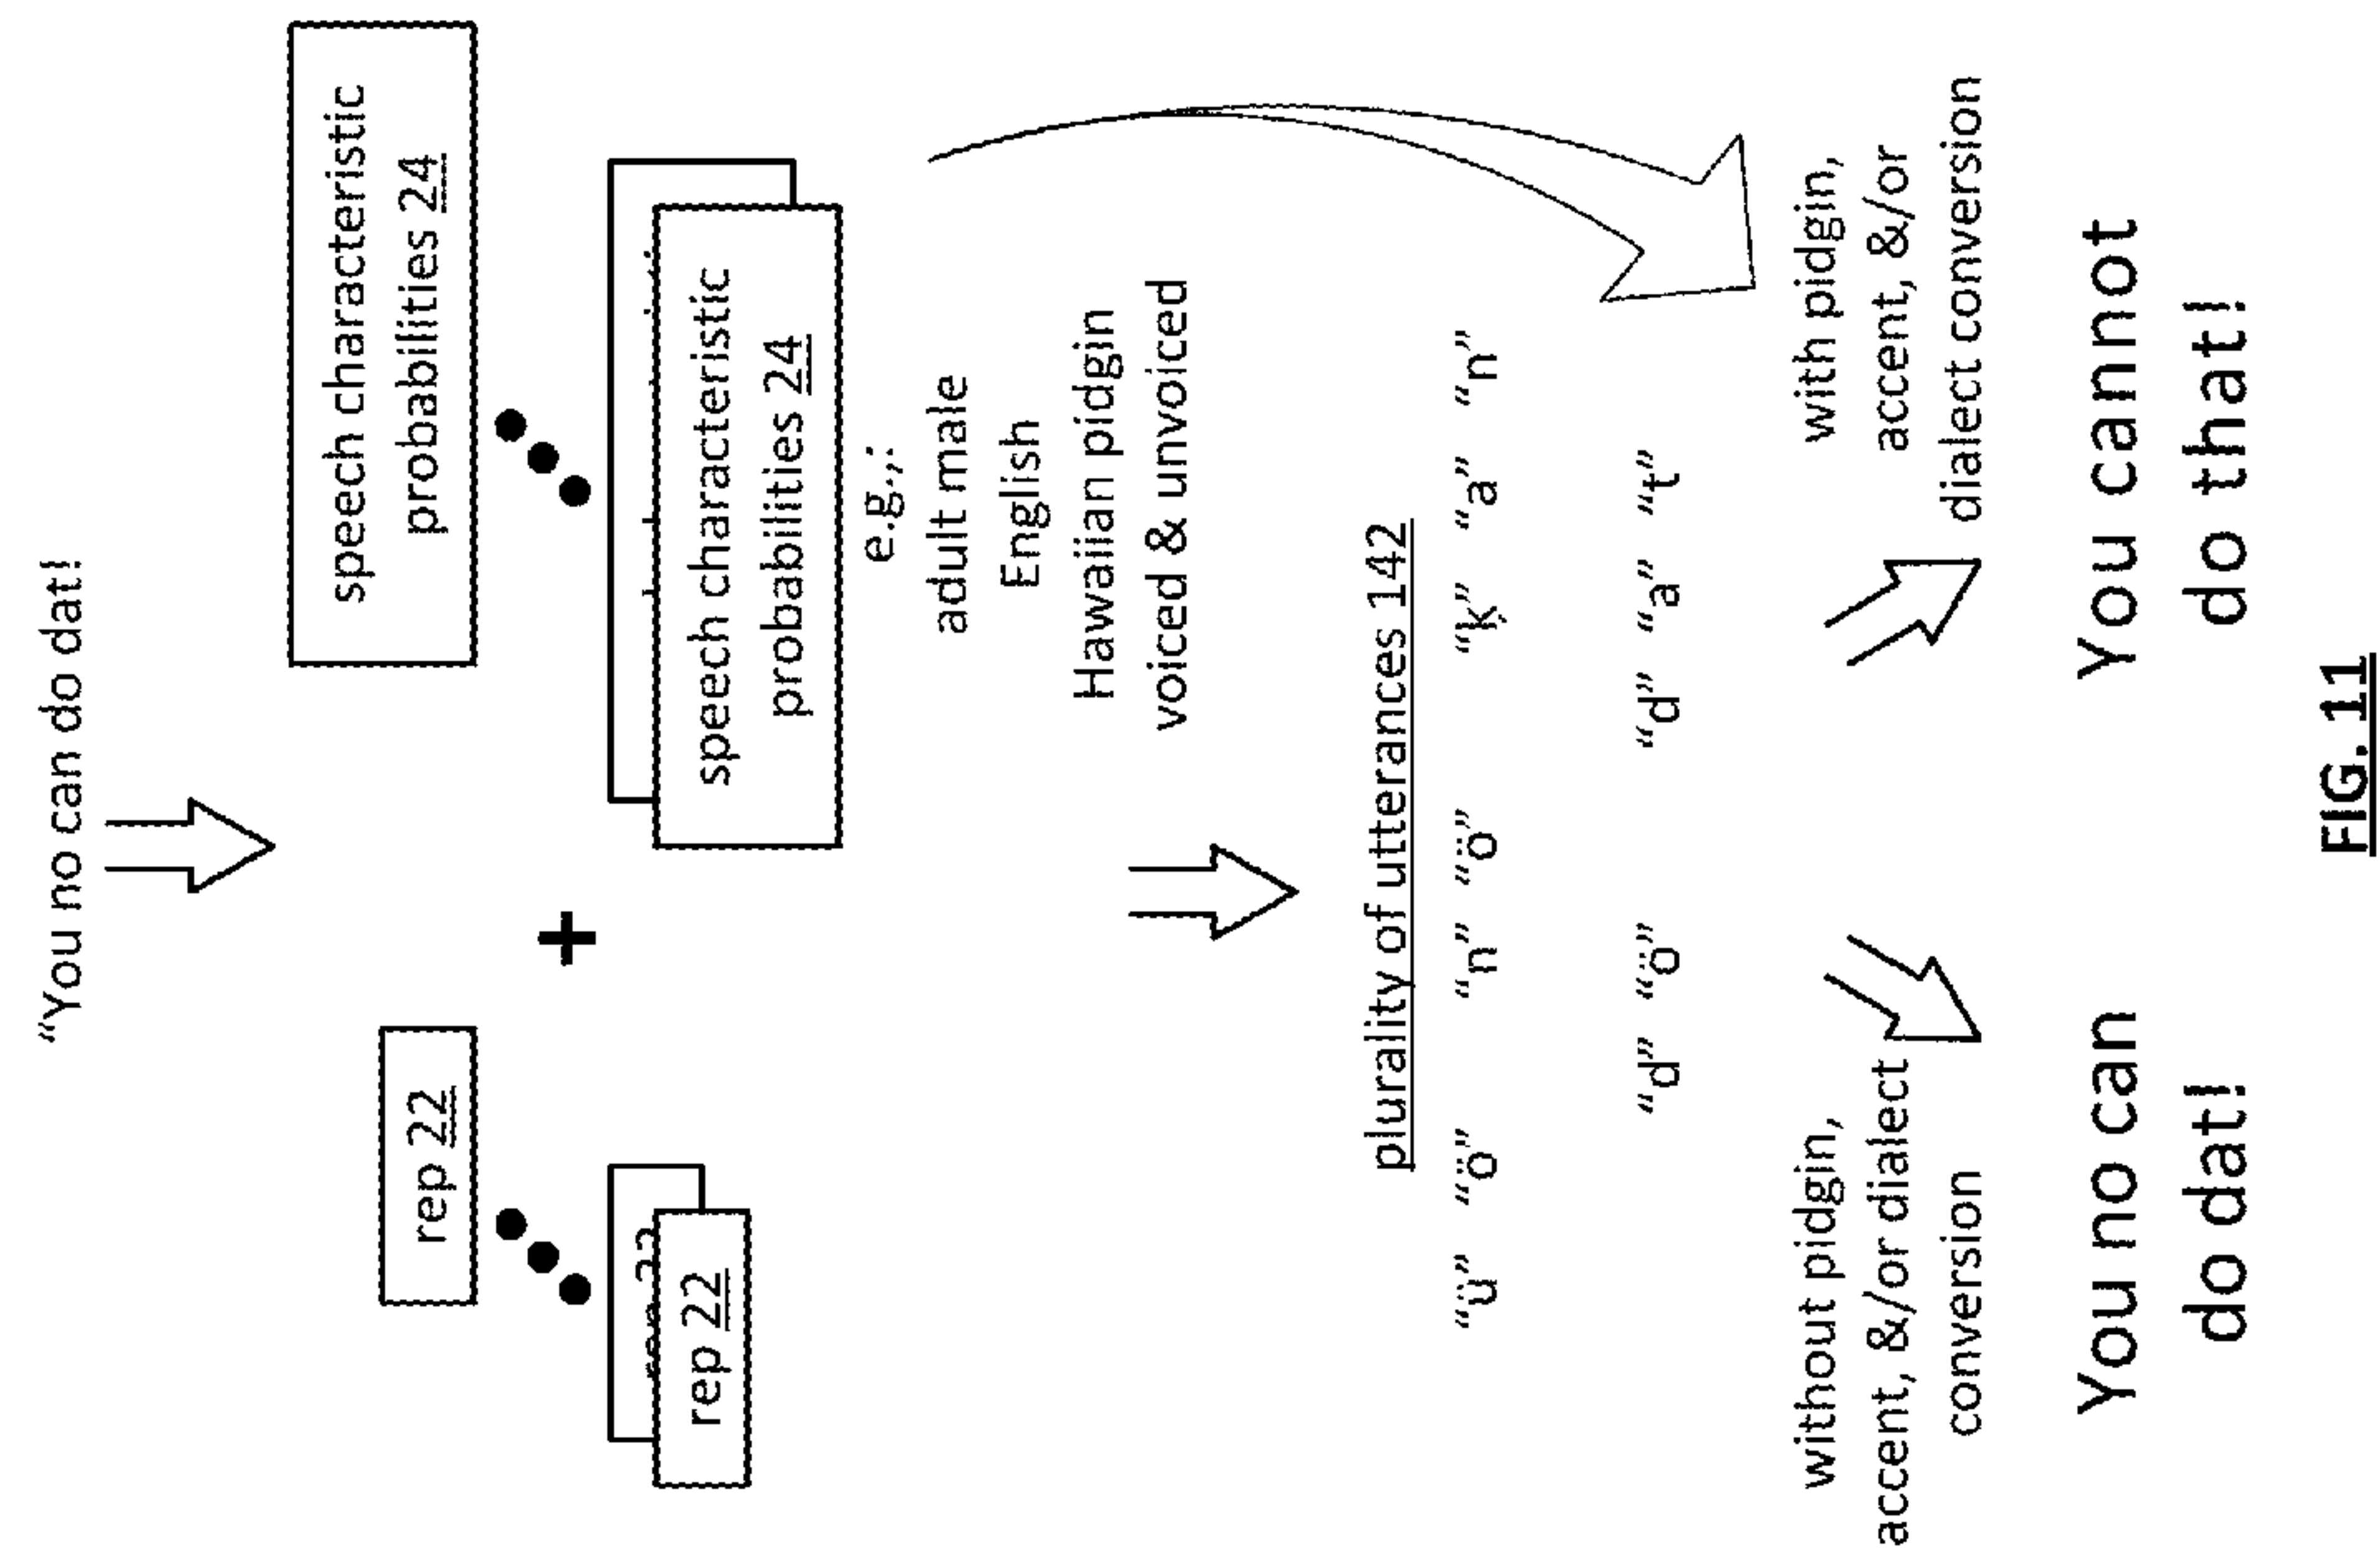 "You no can do dat!
rep 22
speech characteristic
probabilities 24
rep 22
rep 22
speech characteristic
probabilities 24
e.g.,:
adult male
English
Hawaiian pidgin
voiced & unvoiced
plurality of utterances 142
"ü" "ö" "n" "ö" "k" "a" "n"
"d" "ö" "d" "a" "t"
without pidgin,
accent, &/or dialect
conversion
with pidgin,
accent, &/or
dialect conversion
You no can
do dat!
You cannot
do that!
FIG. 11